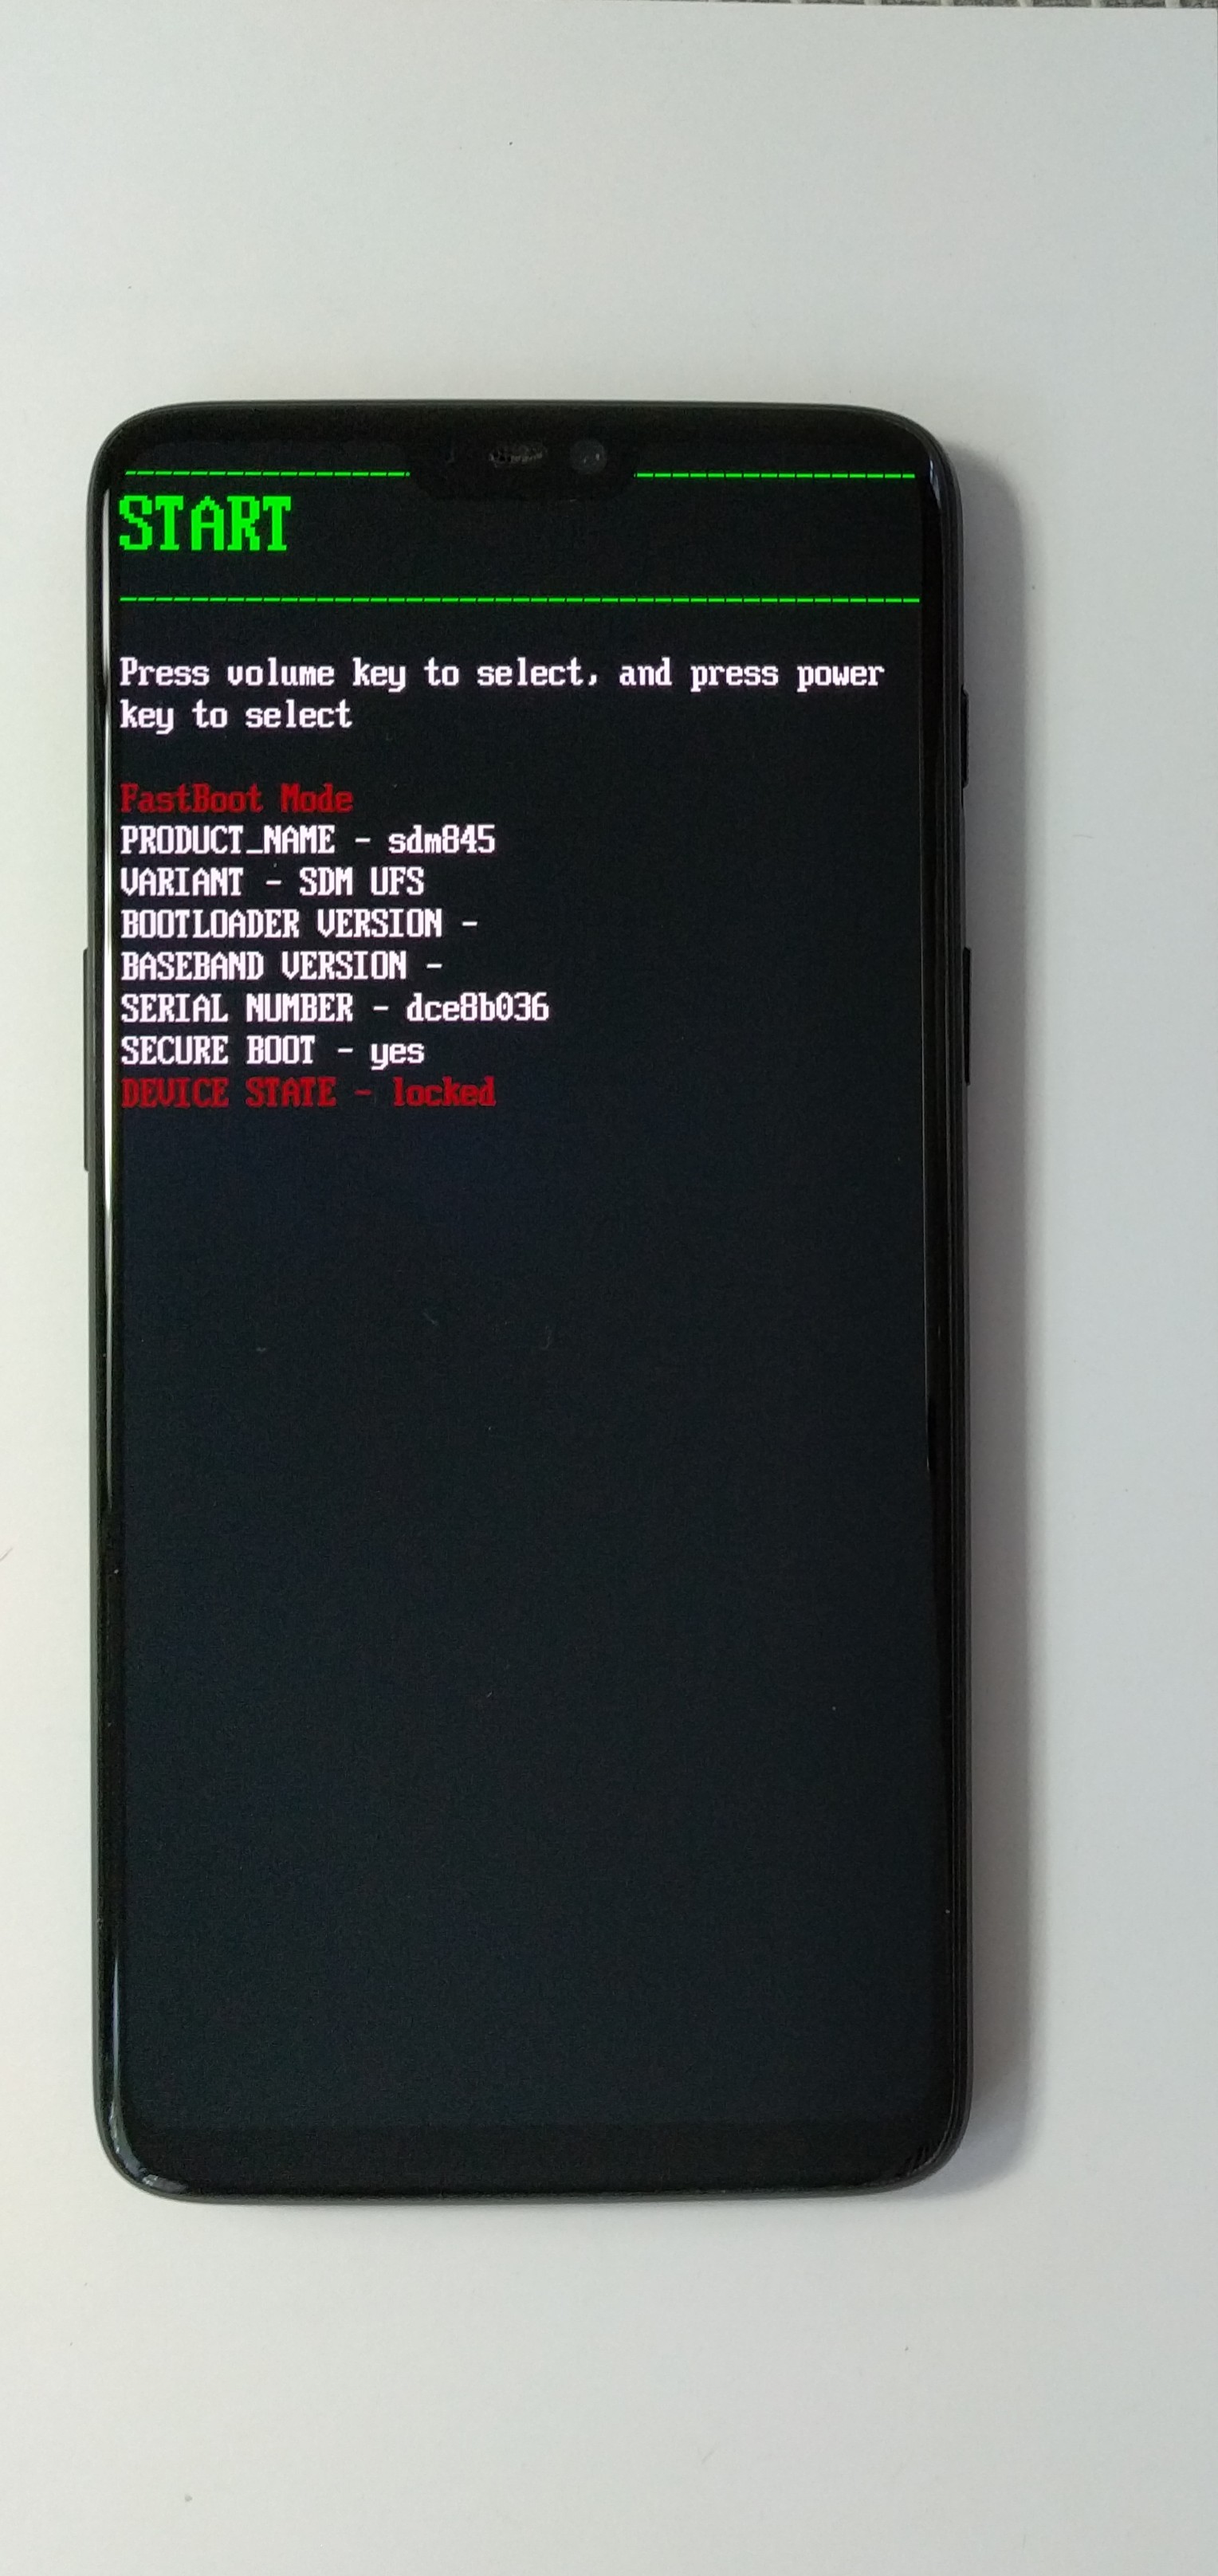 START
Press volume key to select, and press power
key to select
FastBoot Mode
PRODUCT_NAME - sdm845
VARIANT - SDM UFS
BOOTLOADER VERSION -
BASEBAND VERSION -
SERIAL NUMBER - dce8b036
SECURE BOOT - yes
DEVICE STATE - locked